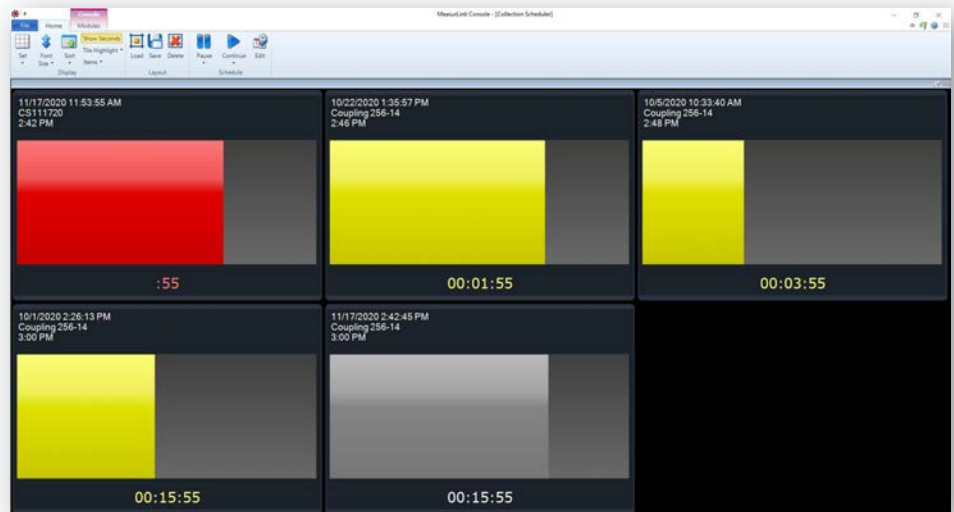 Console
MeasurLink Console - [Collection Scheduler]
File Home Modules
Set
Font Size
Sort
Show Seconds
Tile Highlight
Items
Load Save Delete
Pause Continue Edit
Display Layout Schedule
11/17/2020 11:53:55 AM
CS111720
2:42 PM
:55
10/22/2020 1:35:57 PM
Coupling 256-14
2:46 PM
00:01:55
10/5/2020 10:33:40 AM
Coupling 256-14
2:48 PM
00:03:55
10/1/2020 2:26:13 PM
Coupling 256-14
3:00 PM
00:15:55
11/17/2020 2:42:45 PM
Coupling 256-14
3:00 PM
00:15:55